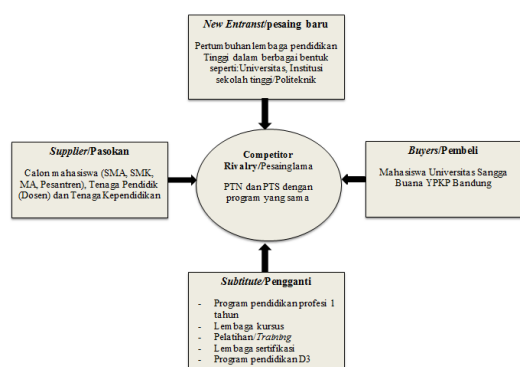 New Entranst/pesaing baru
Pertumbuhan lembaga pendidikan
Tinggi dalam berbagai bentuk
seperti:Universitas, Institusi
sekolah tinggi/Politeknik
Supplier/Pasokan
Calon mahasiswa (SMA, SMK,
MA, Pesantren), Tenaga Pendidik
(Dosen) dan Tenaga Kependidikan
Competitor
Rivalry/Pesainglama
PTN dan PTS dengan
program yang sama
Buyers/Pembeli
Mahasiswa Universitas Sangga
Buana YPKP Bandung
Subtitute/Pengganti
- Program pendidikan profesi 1
tahun
- Lembaga kursus
- Pelatihan/Training
- Lembaga sertifikasi
- Program pendidikan D3